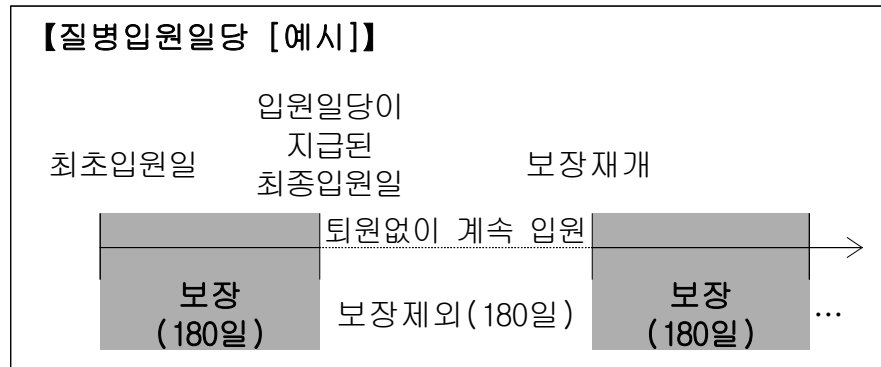 【질병입원일당 [예시]】
입원일당이
지급된
최종입원일
최초입원일
보장재개
퇴원없이 계속 입원
보장
(180일)
보장제외(180일)
보장
(180일)
…